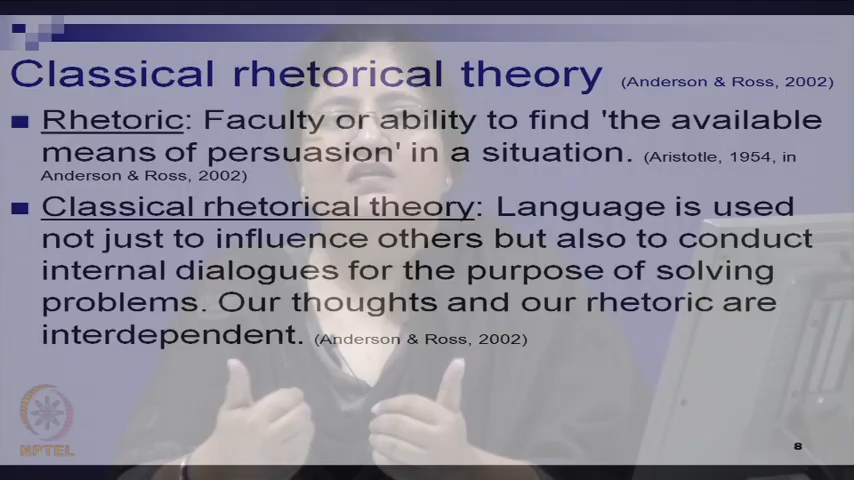 Classical rhetorical theory (Anderson & Ross, 2002)
Rhetoric: Faculty or ability to find 'the available
means of persuasion' in a situation. (Aristotle, 1954, in
Anderson & Ross, 2002)
Classical rhetorical theory: Language is used
not just to influence others but also to conduct
internal dialogues for the purpose of solving
problems. Our thoughts and our rhetoric are
interdependent. (Anderson & Ross, 2002)
NPTEL
8